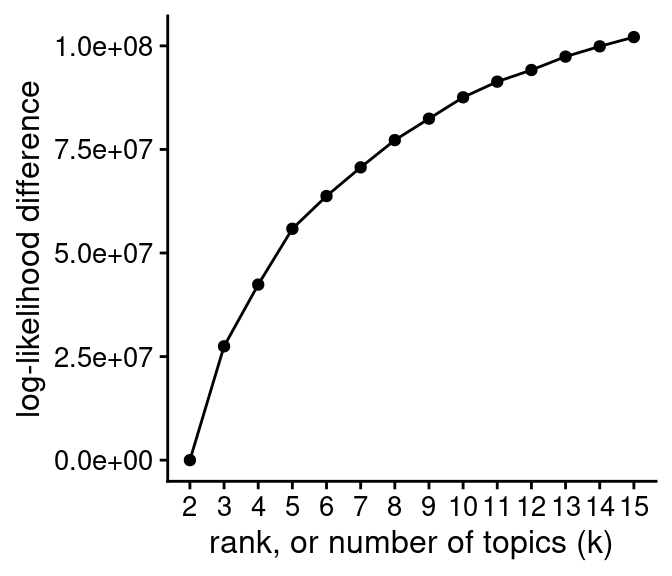 log-likelihood difference
1.0e+08
7.5e+07
5.0e+07
2.5e+07
0.0e+00
2 3 4 5 6 7 8 9 10 11 12 13 14 15
rank, or number of topics (k)